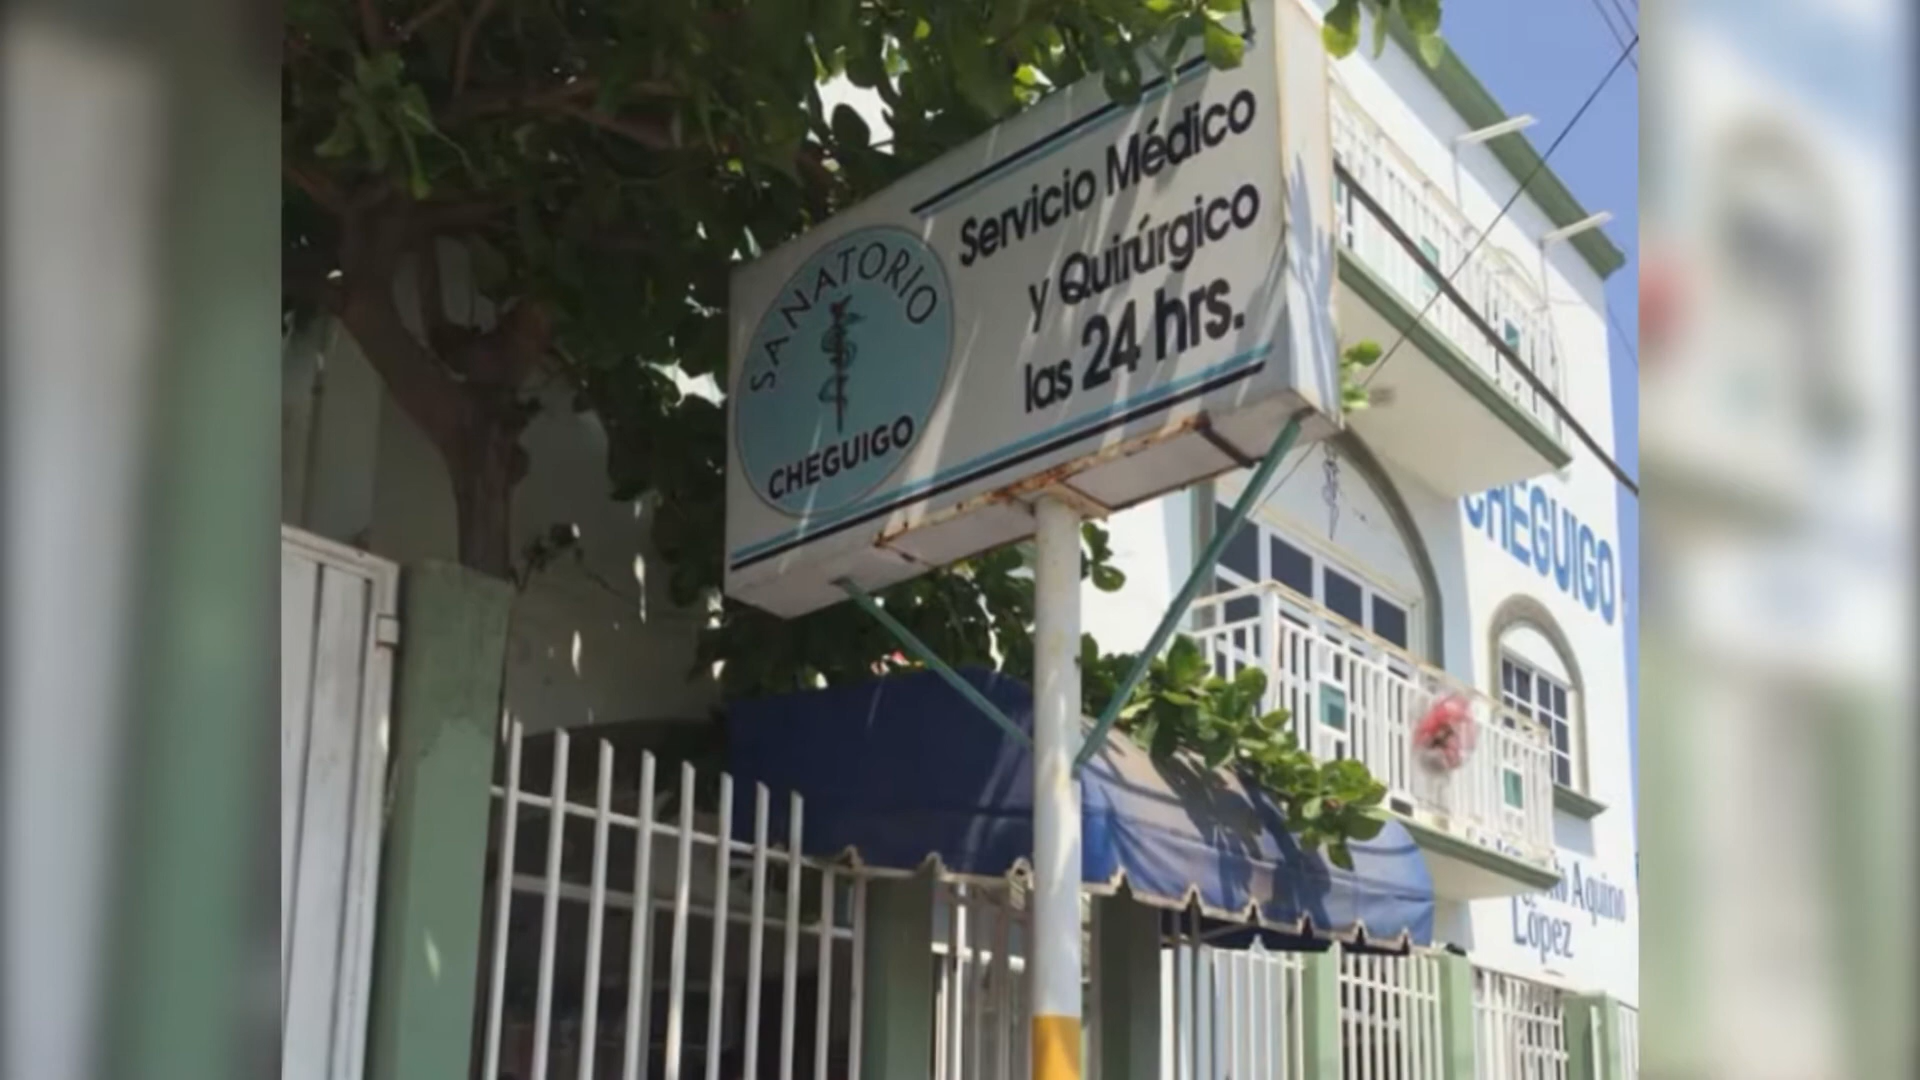 SANATORIO
CHEGUIGO
Servicio Médico
y Quirúrgico
las 24 hrs.
CHEGUIGO
Aquino
López